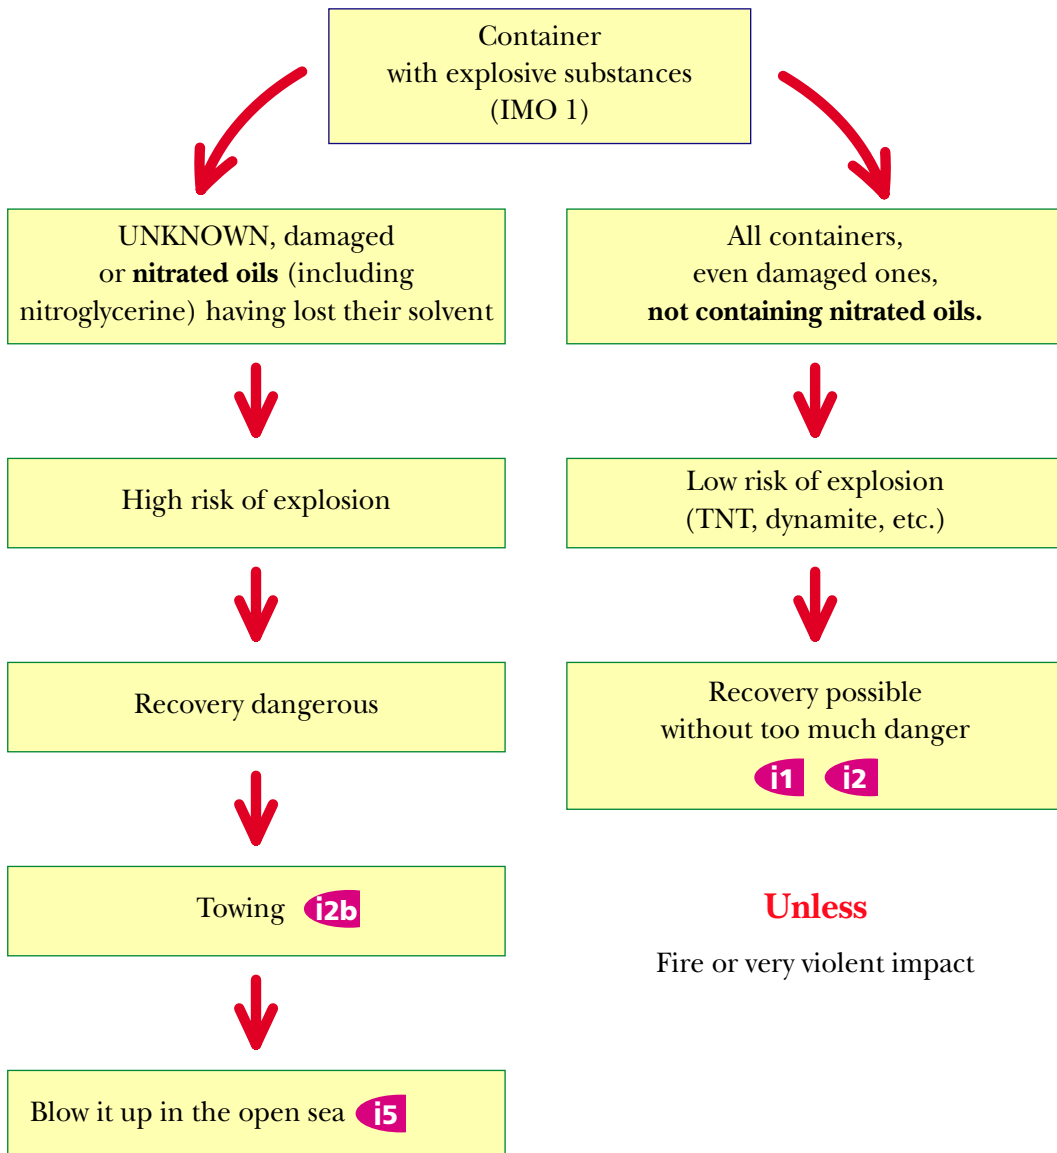 Container
with explosive substances
(IMO 1)
UNKNOWN, damaged
or nitrated oils (including
nitroglycerine) having lost their solvent
All containers,
even damaged ones,
not containing nitrated oils.
High risk of explosion
Low risk of explosion
(TNT, dynamite, etc.)
Recovery dangerous
Recovery possible
without too much danger
i1 i2
Towing i2b
Unless
Fire or very violent impact
Blow it up in the open sea i5